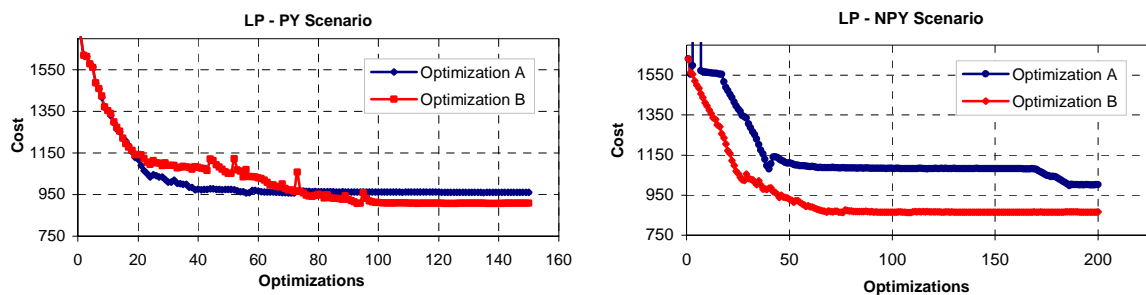 LP - PY Scenario
Cost
1550
1350
1150
950
750
0 20 40 60 80 100 120 140 160
Optimizations
Optimization A
Optimization B
LP - NPY Scenario
Cost
1550
1350
1150
950
750
0 50 100 150 200
Optimizations
Optimization A
Optimization B